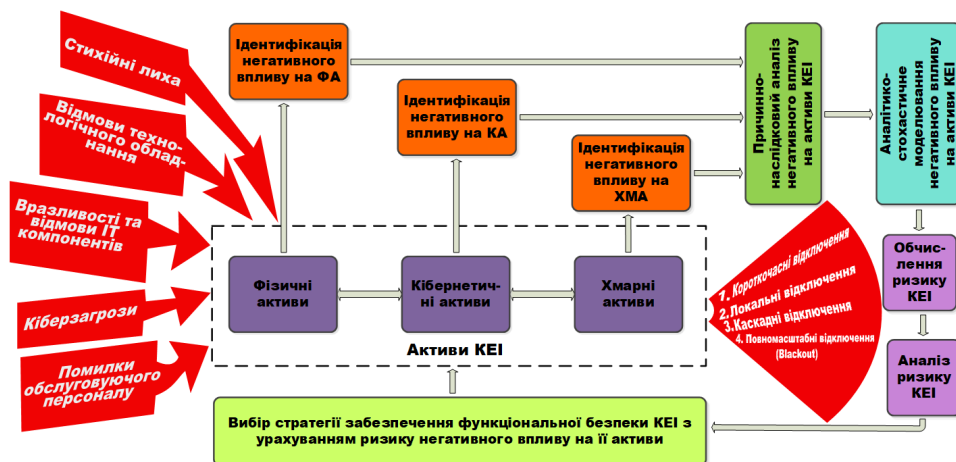 Стихійні лиха
Відмови техно-
логічного облад-
нання
Вразливості та
відмови ІТ
компонентів
Кіберзагрози
Помилки
обслуговуючого
персоналу
Ідентифікація
негативного
впливу на ФА
Ідентифікація
негативного
впливу на КА
Ідентифікація
негативного
впливу на
ХМА
Причинно-
наслідковий аналіз
негативного впливу
на активи КЕІ
Аналітико-
стохастичне
моделювання
негативного впливу
на активи КЕІ
Фізичні
активи
Кібернетич-
ні активи
Хмарні
активи
Активи КЕІ
1. Короткочасні відключення
2. Локальні відключення
3.Каскадні відключення
4. Повномасштабні відключення
(Blackout)
Обчис-
лення
ризику
КЕІ
Аналіз
ризику
КЕІ
Вибір стратегії забезпечення функціональної безпеки КЕІ з
урахуванням ризику негативного впливу на її активи